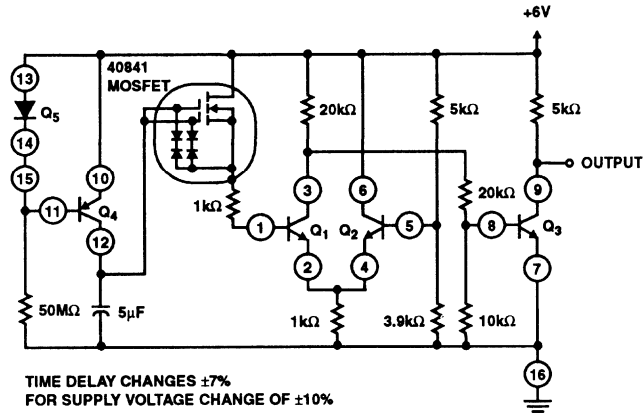 +6V
40841
MOSFET
13
Q5
14
15
10
11
Q4
12
20kΩ
5kΩ
5kΩ
OUTPUT
3
6
20kΩ
9
1kΩ
1
Q1
Q2
5
8
Q3
2
4
7
50MΩ
5μF
1kΩ
3.9kΩ
10kΩ
16
TIME DELAY CHANGES ±7%
FOR SUPPLY VOLTAGE CHANGE OF ±10%